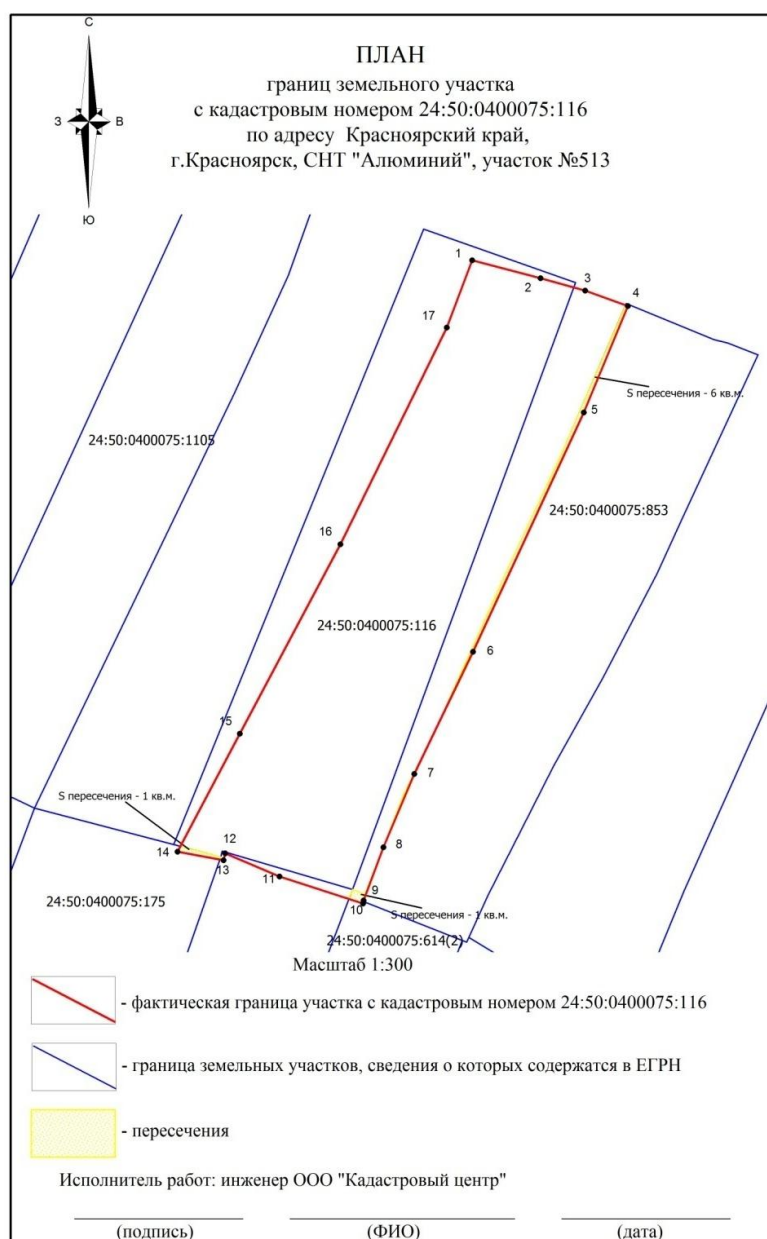 С
ПЛАН
границ земельного участка
с кадастровым номером 24:50:0400075:116
З
В
по адресу Красноярский край,
г.Красноярск, СНТ "Алюминий", участок №513
Ю
1
2
3
4
17
S пересечения - 6 кв.м.
5
24:50:0400075:1105
24:50:0400075:853
16
24:50:0400075:116
6
15
7
S пересечения - 1 кв.м.
8
12
14
13
11
9
24:50:0400075:175
10
S пересечения - 1 кв.м.
24:50:0400075:614(2)
Масштаб 1:300
- фактическая граница участка с кадастровым номером 24:50:0400075:116
- граница земельных участков, сведения о которых содержатся в ЕГРН
- пересечения
Исполнитель работ: инженер ООО "Кадастровый центр"
(подпись)
(ФИО)
(дата)